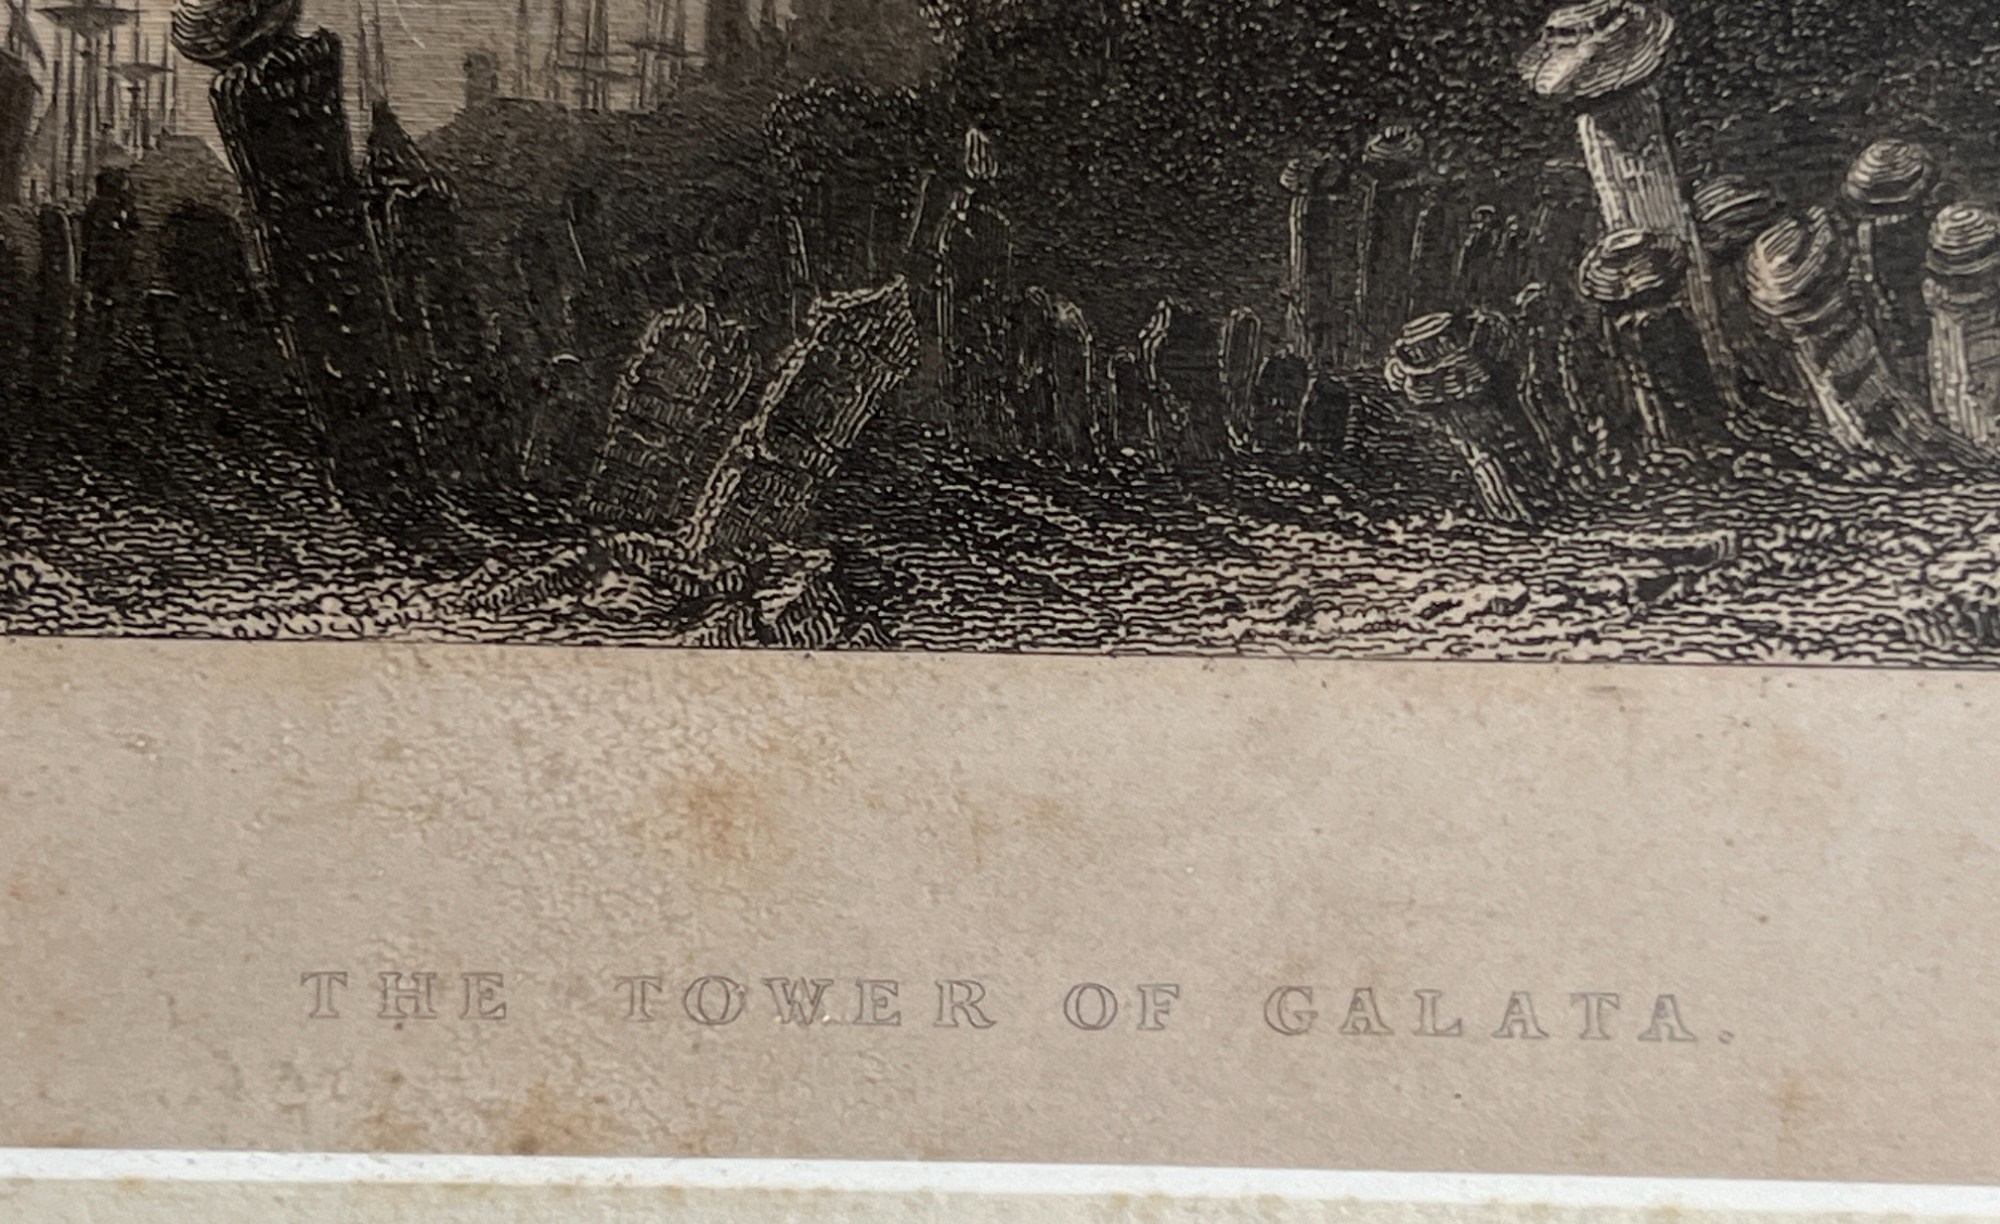 THE TOWER OF GALATA.